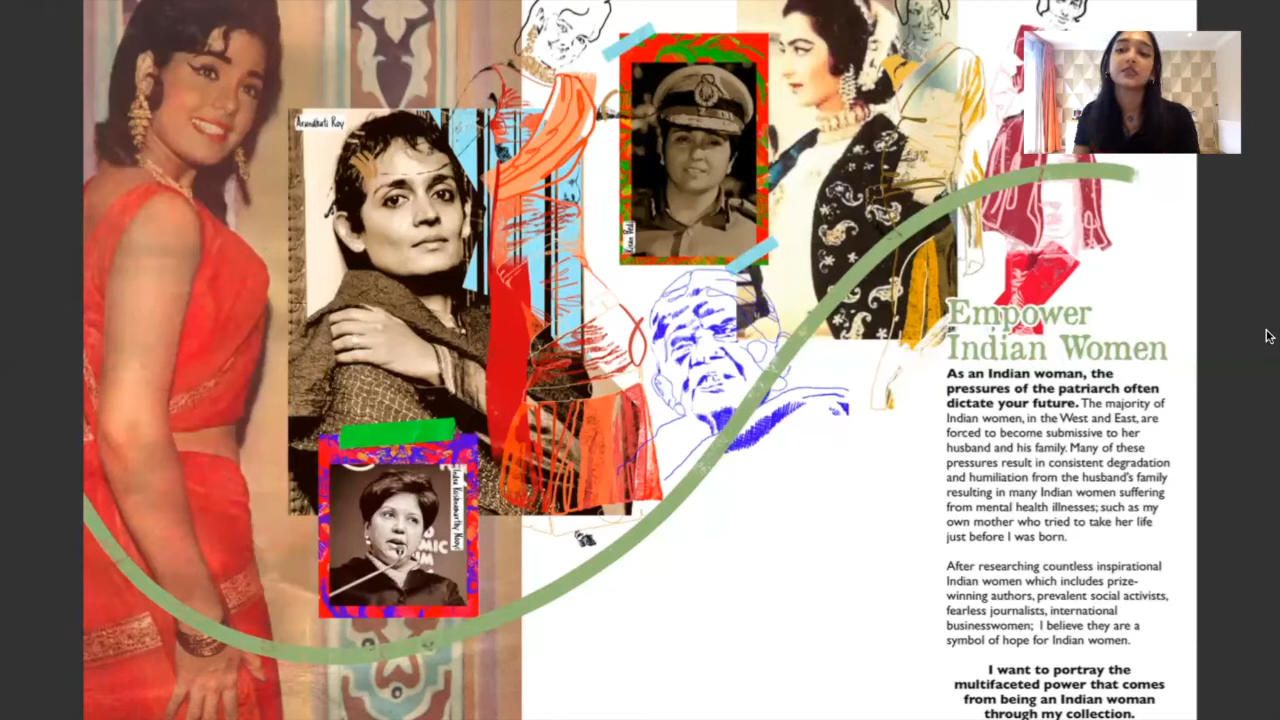 Arundhati Roy
Kiran Bedi
Indra Krishnamurthy Nooyi
MIC
Empower
Indian Women
As an Indian woman, the
pressures of the patriarch often
dictate your future. The majority of
Indian women, in the West and East, are
forced to become submissive to her
husband and his family. Many of these
pressures result in consistent degradation
and humiliation from the husband's family
resulting in many Indian women suffering
from mental health illnesses; such as my
own mother who tried to take her life
just before I was born.
After researching countless inspirational
Indian women which includes prize-
winning authors, prevalent social activists,
fearless journalists, international
businesswomen; I believe they are a
symbol of hope for Indian women.
I want to portray the
multifaceted power that comes
from being an Indian woman
through my collection.